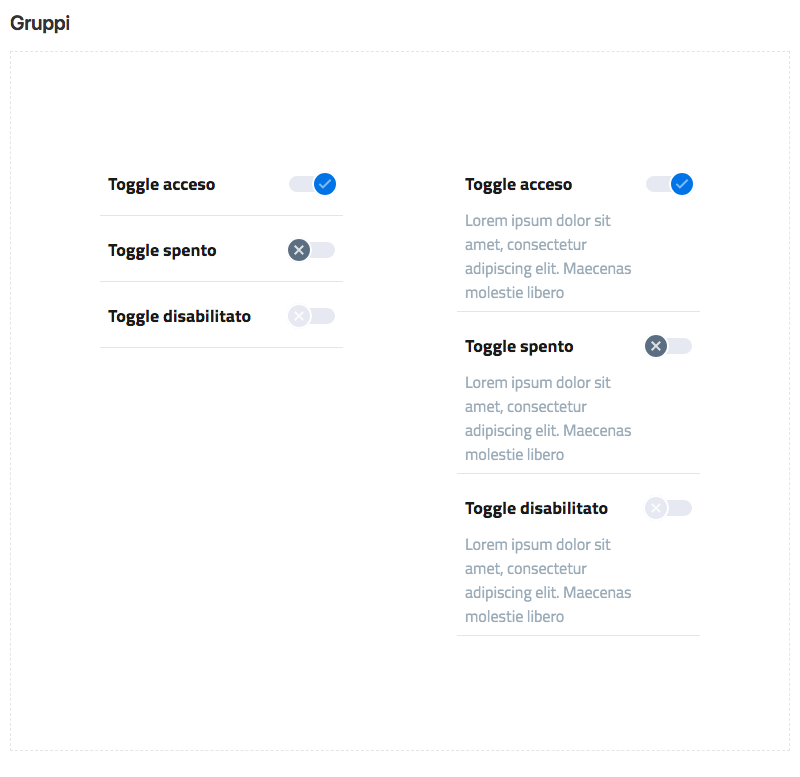 Gruppi
Toggle acceso
Toggle spento
Toggle disabilitato
Toggle acceso
Lorem ipsum dolor sit
amet, consectetur
adipiscing elit. Maecenas
molestie libero
Toggle spento
Lorem ipsum dolor sit
amet, consectetur
adipiscing elit. Maecenas
molestie libero
Toggle disabilitato
Lorem ipsum dolor sit
amet, consectetur
adipiscing elit. Maecenas
molestie libero